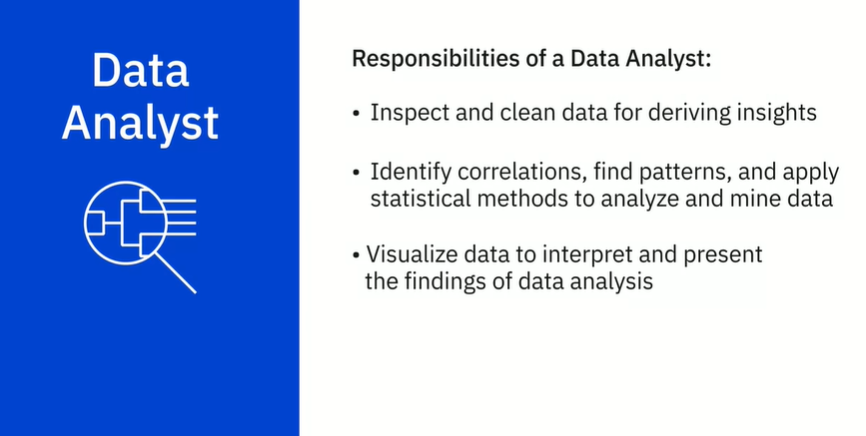 Data
Analyst
Responsibilities of a Data Analyst:
• Inspect and clean data for deriving insights
• Identify correlations, find patterns, and apply
statistical methods to analyze and mine data
• Visualize data to interpret and present
the findings of data analysis